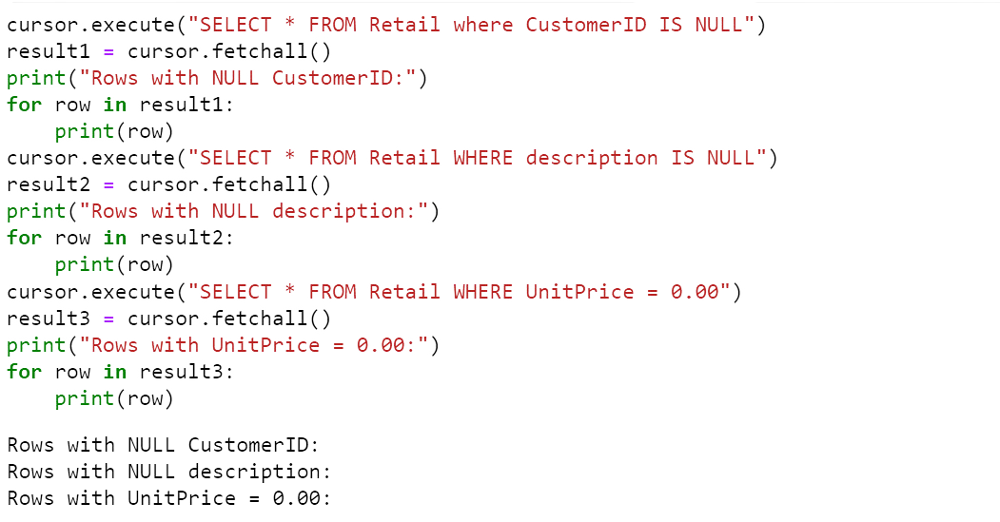 cursor.execute("SELECT * FROM Retail where CustomerID IS NULL")
result1 = cursor.fetchall()
print("Rows with NULL CustomerID:")
for row in result1:
    print(row)
cursor.execute("SELECT * FROM Retail WHERE description IS NULL")
result2 = cursor.fetchall()
print("Rows with NULL description:")
for row in result2:
    print(row)
cursor.execute("SELECT * FROM Retail WHERE UnitPrice = 0.00")
result3 = cursor.fetchall()
print("Rows with UnitPrice = 0.00:")
for row in result3:
    print(row)
Rows with NULL CustomerID:
Rows with NULL description:
Rows with UnitPrice = 0.00: